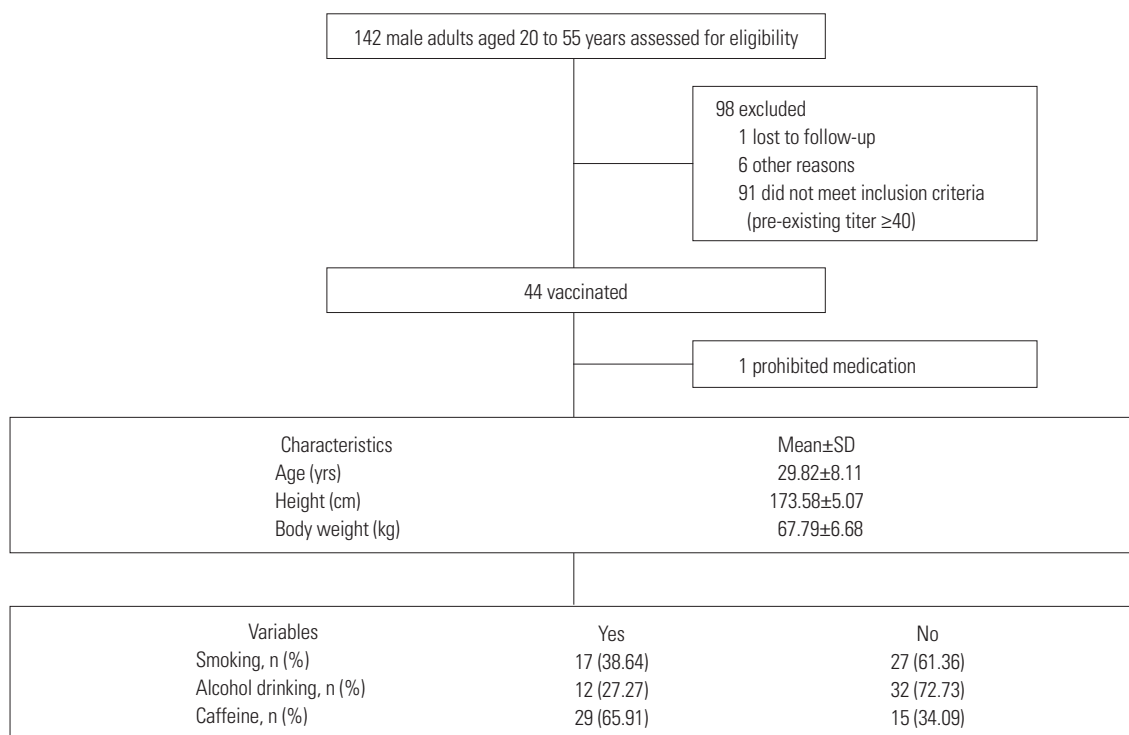 142 male adults aged 20 to 55 years assessed for eligibility
98 excluded
1 lost to follow-up
6 other reasons
91 did not meet inclusion criteria
(pre-existing titer ≥40)
44 vaccinated
1 prohibited medication
Characteristics Mean±SD
Age (yrs) 29.82±8.11
Height (cm) 173.58±5.07
Body weight (kg) 67.79±6.68
Variables Yes No
Smoking, n (%) 17 (38.64) 27 (61.36)
Alcohol drinking, n (%) 12 (27.27) 32 (72.73)
Caffeine, n (%) 29 (65.91) 15 (34.09)